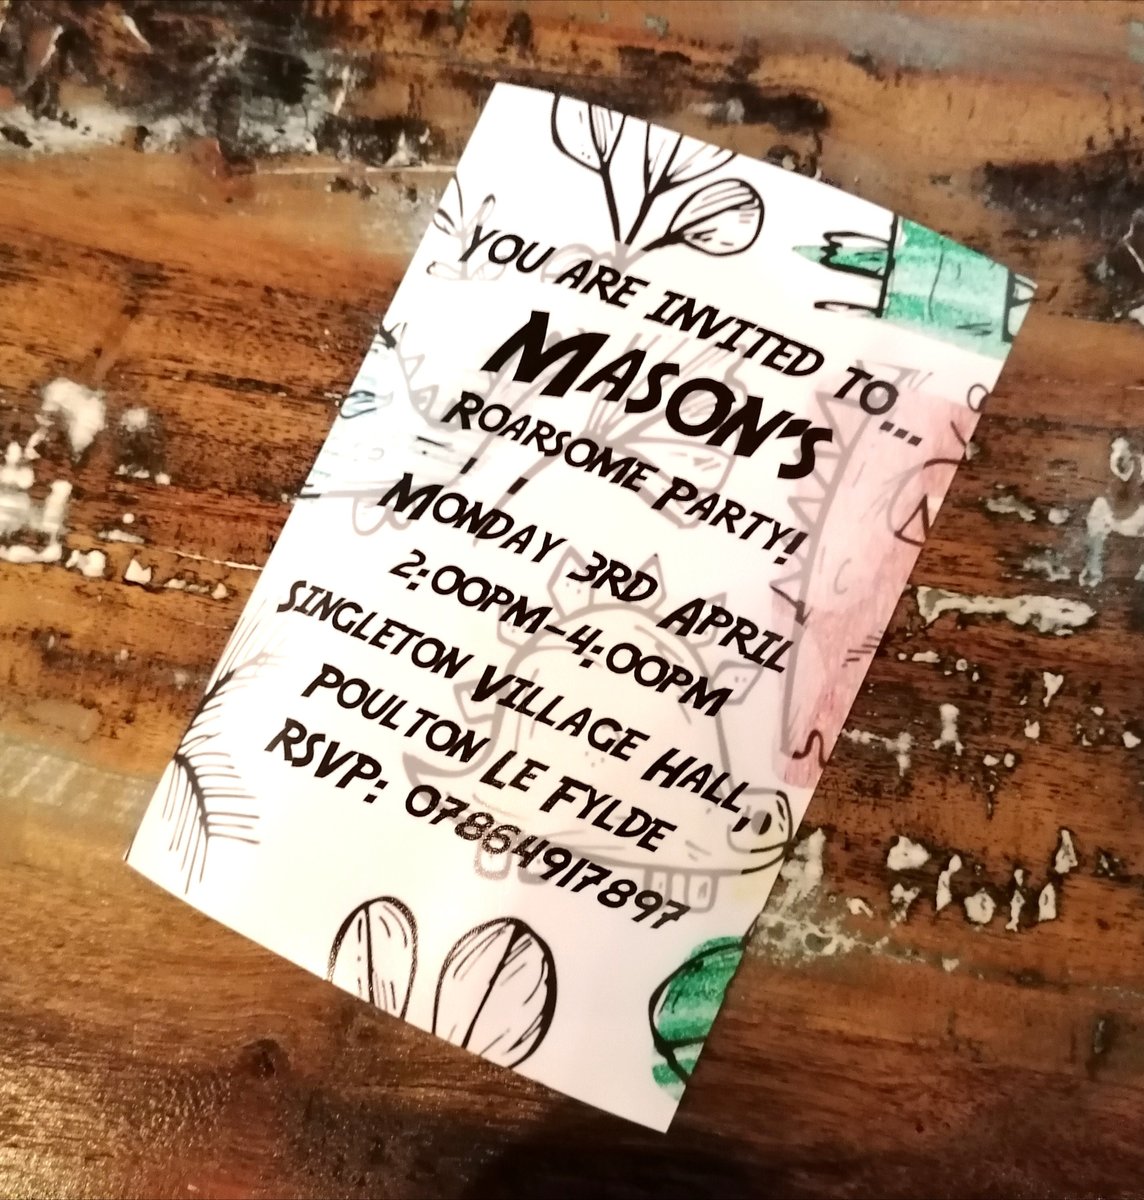 YOU ARE INVITED TO...
MASON'S
ROARSOME PARTY!
MONDAY 3RD APRIL
2:00PM-4:00PM
SINGLETON VILLAGE HALL,
POULTON LE FYLDE
RSVP: 07864917897